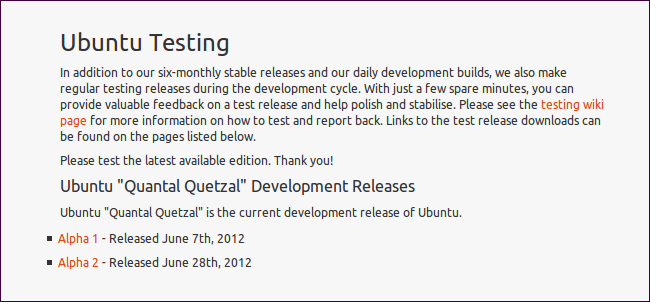 Ubuntu Testing
In addition to our six-monthly stable releases and our daily development builds, we also make
regular testing releases during the development cycle. With just a few spare minutes, you can
provide valuable feedback on a test release and help polish and stabilise. Please see the testing wiki
page for more information on how to test and report back. Links to the test release downloads can
be found on the pages listed below.
Please test the latest available edition. Thank you!
Ubuntu "Quantal Quetzal" Development Releases
Ubuntu "Quantal Quetzal" is the current development release of Ubuntu.
Alpha 1 - Released June 7th, 2012
Alpha 2 - Released June 28th, 2012